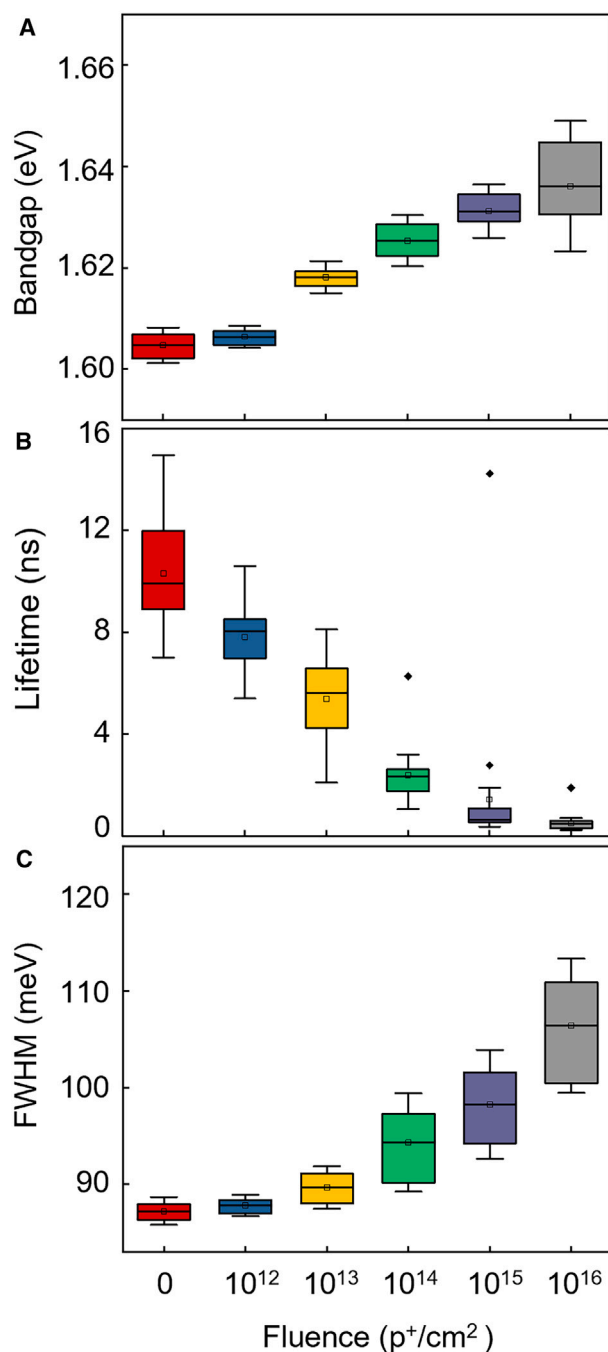 A
1.66
1.64
1.62
1.60
Bandgap (eV)
B
16
12
8
4
0
Lifetime (ns)
C
120
110
100
90
FWHM (meV)
0 10¹² 10¹³ 10¹⁴ 10¹⁵ 10¹⁶
Fluence (p⁺/cm²)